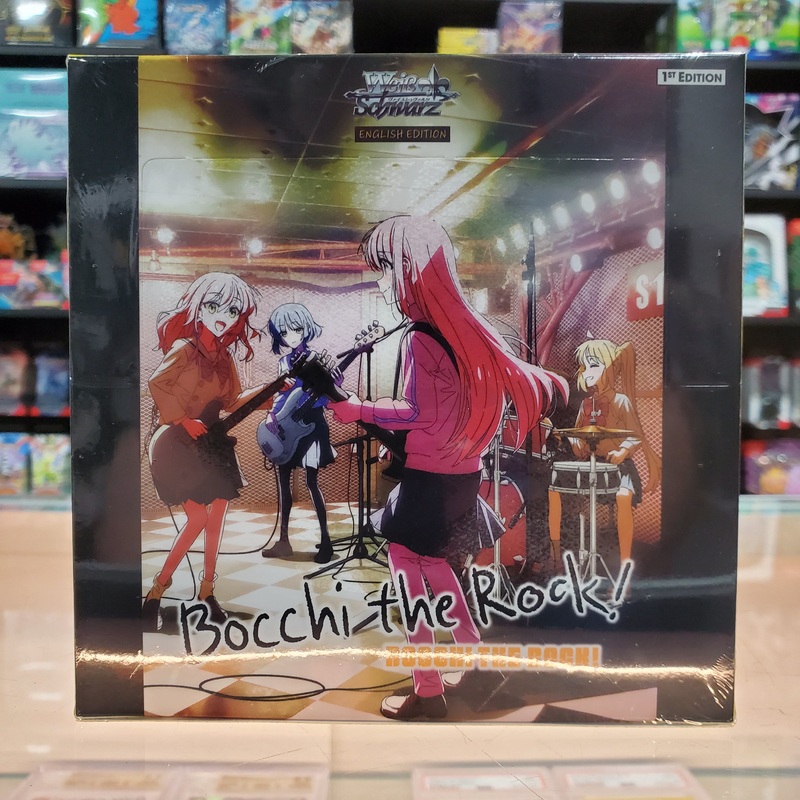 Weiß
Schwarz
ENGLISH EDITION
1ST EDITION
Bocchi the Rock!
BOCCHI THE ROCK!